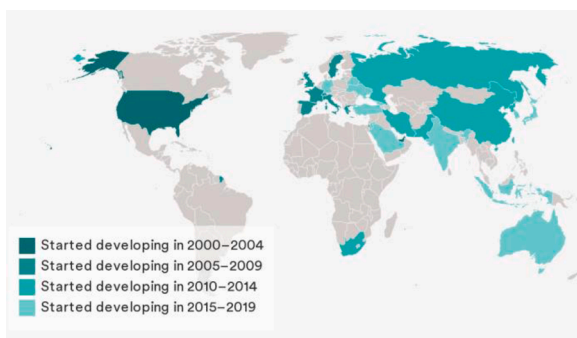 Started developing in 2000–2004
Started developing in 2005–2009
Started developing in 2010–2014
Started developing in 2015–2019